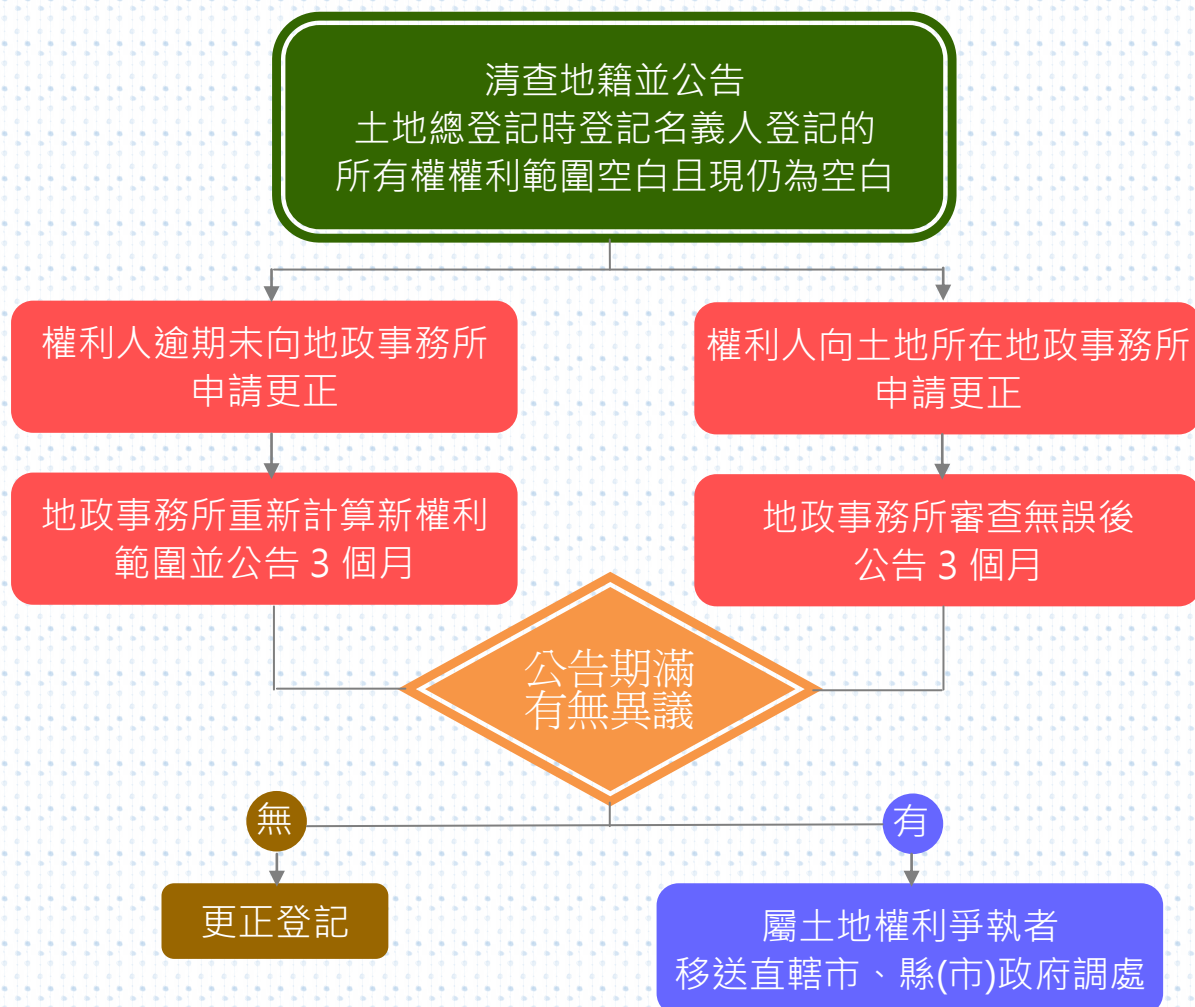 清查地籍並公告
土地總登記時登記名義人登記的
所有權權利範圍空白且現仍為空白
權利人逾期未向地政事務所
申請更正
權利人向土地所在地政事務所
申請更正
地政事務所重新計算新權利
範圍並公告 3 個月
地政事務所審查無誤後
公告 3 個月
公告期滿
有無異議
無
有
更正登記
屬土地權利爭執者
移送直轄市、縣(市)政府調處